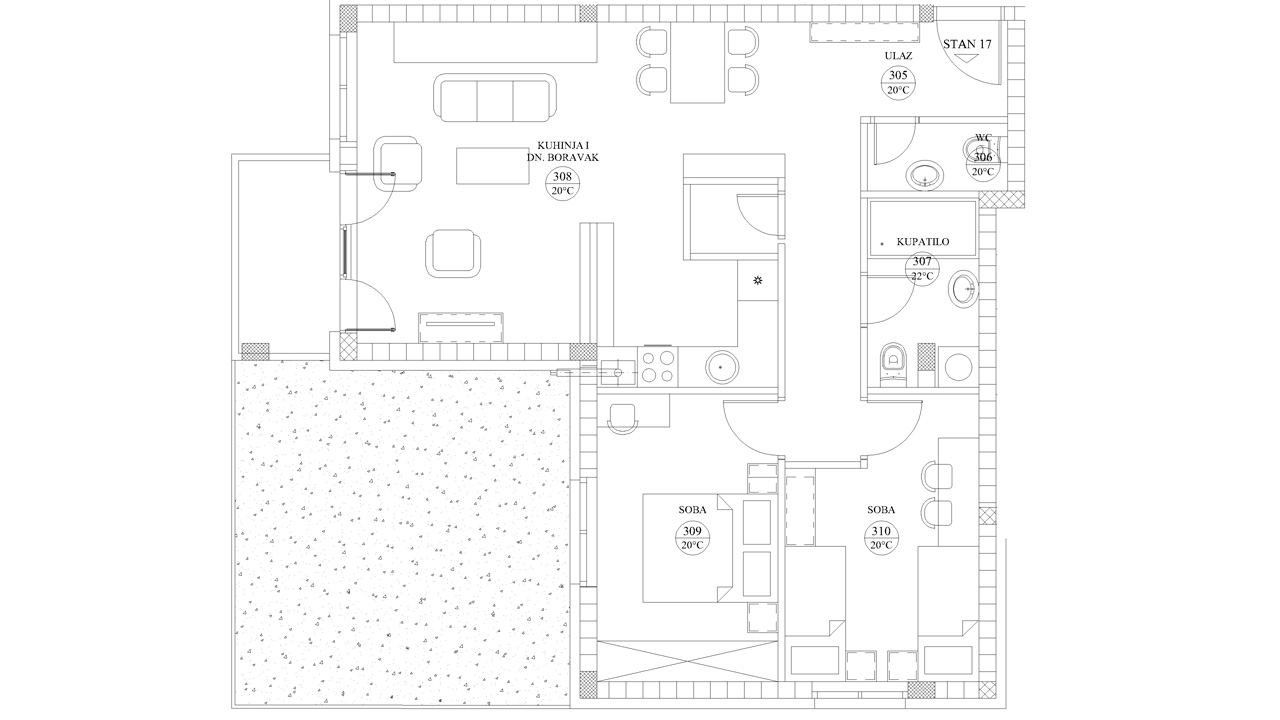 STAN 17
ULAZ
305
20°C
WC
306
20°C
KUHINJA I
DN. BORAVAK
308
20°C
KUPATILO
307
22°C
SOBA
309
20°C
SOBA
310
20°C